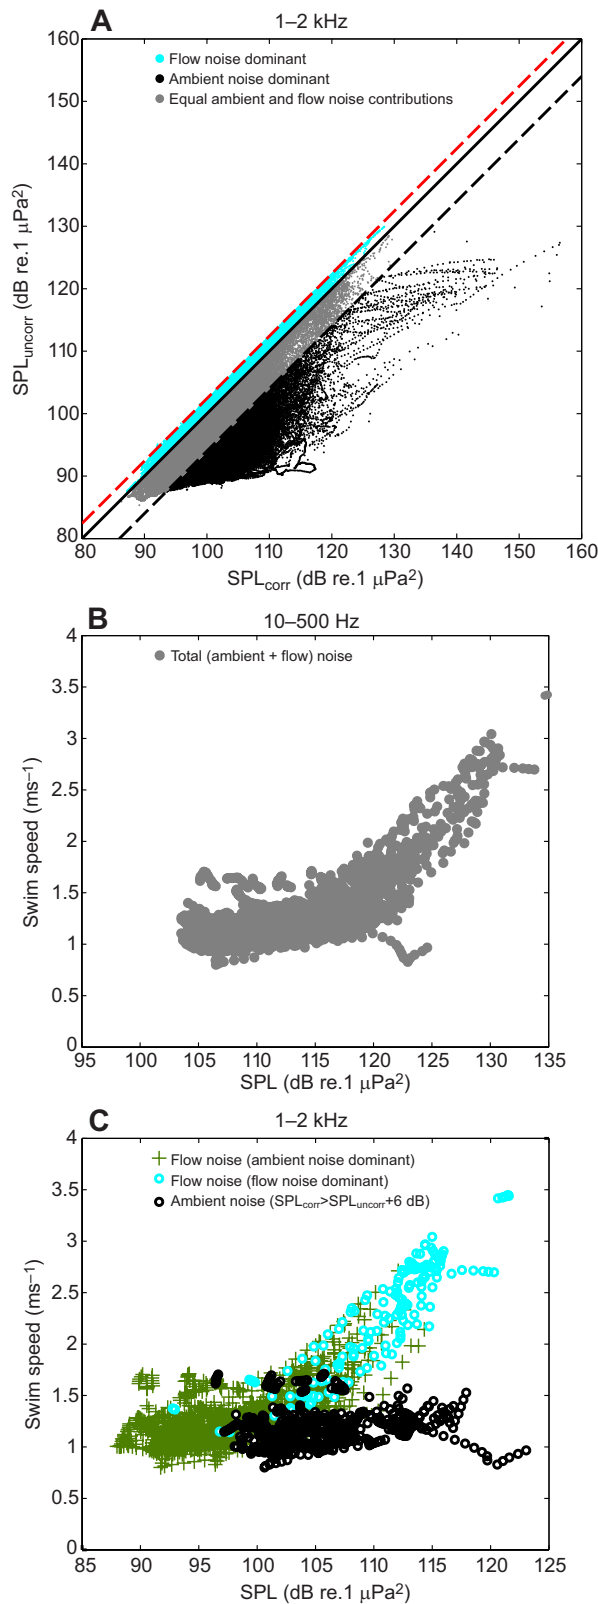 A
1–2 kHz
160
150
140
130
120
110
100
90
80
Flow noise dominant
Ambient noise dominant
Equal ambient and flow noise contributions
SPLuncorr (dB re.1 μPa²)
80 90 100 110 120 130 140 150 160
SPLcorr (dB re.1 μPa²)
B
10–500 Hz
4
3.5
3
2.5
2
1.5
1
0.5
0
Total (ambient + flow) noise
Swim speed (ms–1)
95 100 105 110 115 120 125 130 135
SPL (dB re.1 μPa²)
C
1–2 kHz
4
3.5
3
2.5
2
1.5
1
0.5
0
Flow noise (ambient noise dominant)
Flow noise (flow noise dominant)
Ambient noise (SPLcorr>SPLuncorr+6 dB)
Swim speed (ms–1)
85 90 95 100 105 110 115 120 125
SPL (dB re.1 μPa²)